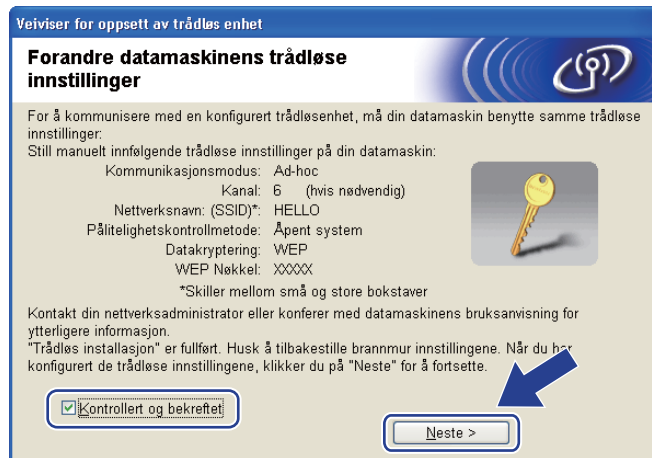 Veiviser for oppsett av trådløs enhet
Forandre datamaskinens trådløse
innstillinger
For å kommunisere med en konfigurert trådløsenhet, må din datamaskin benytte samme trådløse
innstillinger:
Still manuelt innfølgende trådløse innstillinger på din datamaskin:
Kommunikasjonsmodus: Ad-hoc
Kanal: 6 (hvis nødvendig)
Nettverksnavn: (SSID)*: HELLO
Pålitelighetskontrollmetode: Åpent system
Datakryptering: WEP
WEP Nøkkel: XXXXX
*Skiller mellom små og store bokstaver
Kontakt din nettverksadministrator eller konferer med datamaskinens bruksanvisning for
ytterligere informasjon.
"Trådløs installasjon" er fullført. Husk å tilbakestille brannmur innstillingene. Når du har
konfigurert de trådløse innstillingene, klikker du på "Neste" for å fortsette.
Kontrollert og bekreftet
Neste >